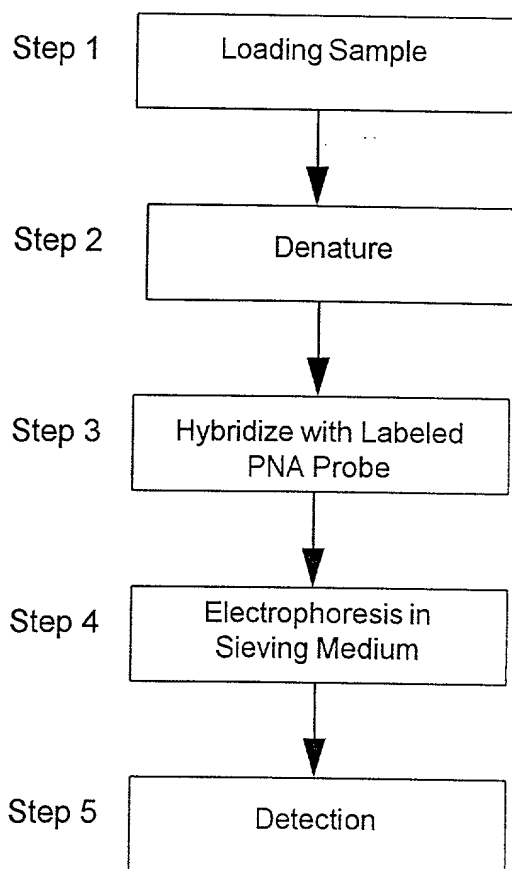 Step 1
Loading Sample
Step 2
Denature
Step 3
Hybridize with Labeled
PNA Probe
Step 4
Electrophoresis in
Sieving Medium
Step 5
Detection